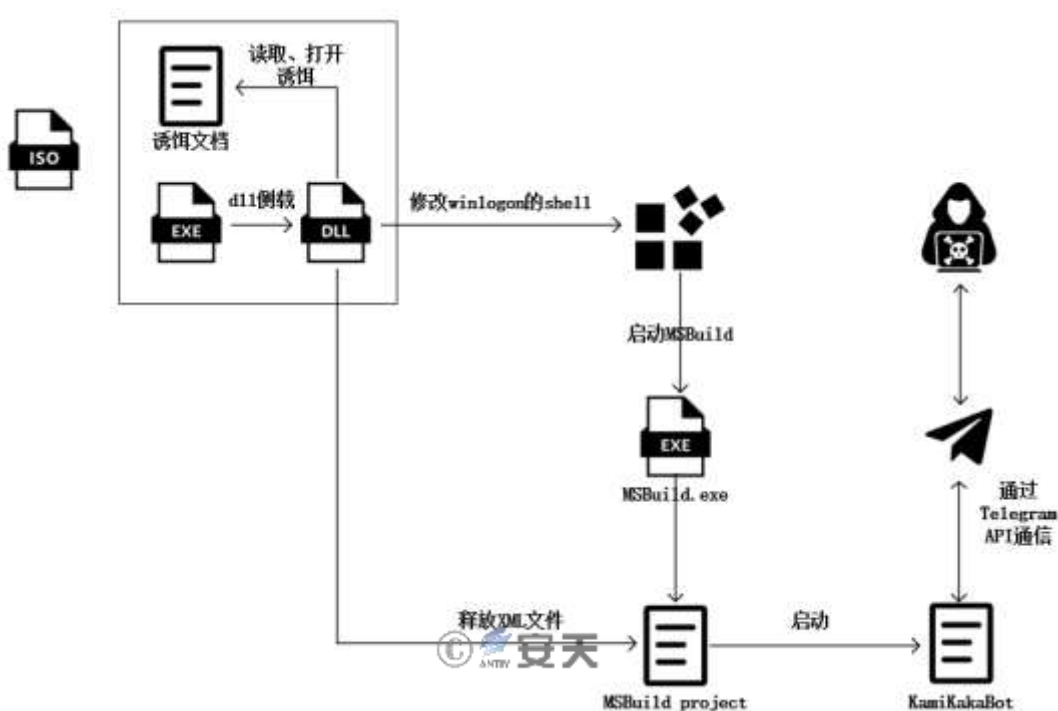 读取、打开
诱饵
诱饵文档
ISO
dll侧载
修改winlogon的shell
EXE
DLL
启动MSBuild
EXE
MSBuild.exe
通过
Telegram
API通信
释放XML文件
启动
© ANTIY 安天
MSBuild project
KamiKakaBot